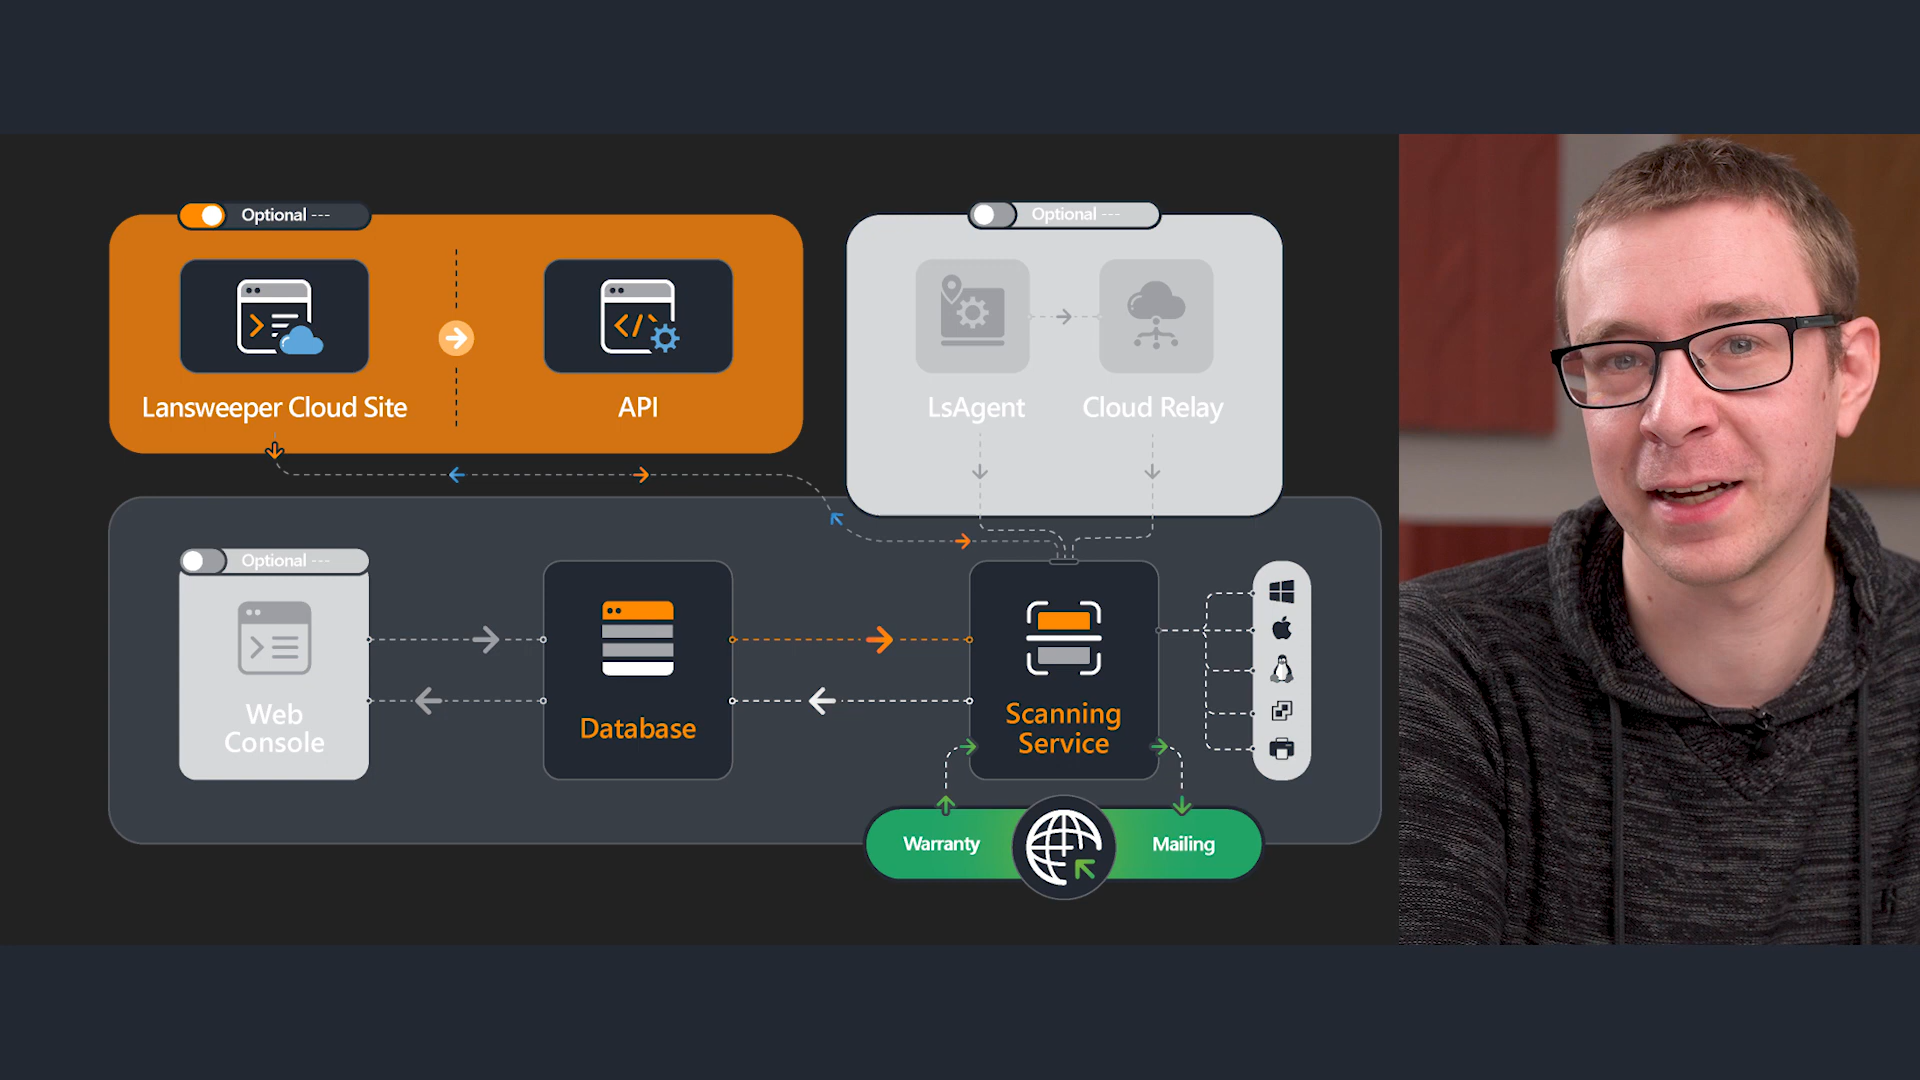 Optional ---
Optional ---
Lansweeper Cloud Site
API
LsAgent
Cloud Relay
Optional ---
Web
Console
Database
Scanning
Service
Warranty
Mailing